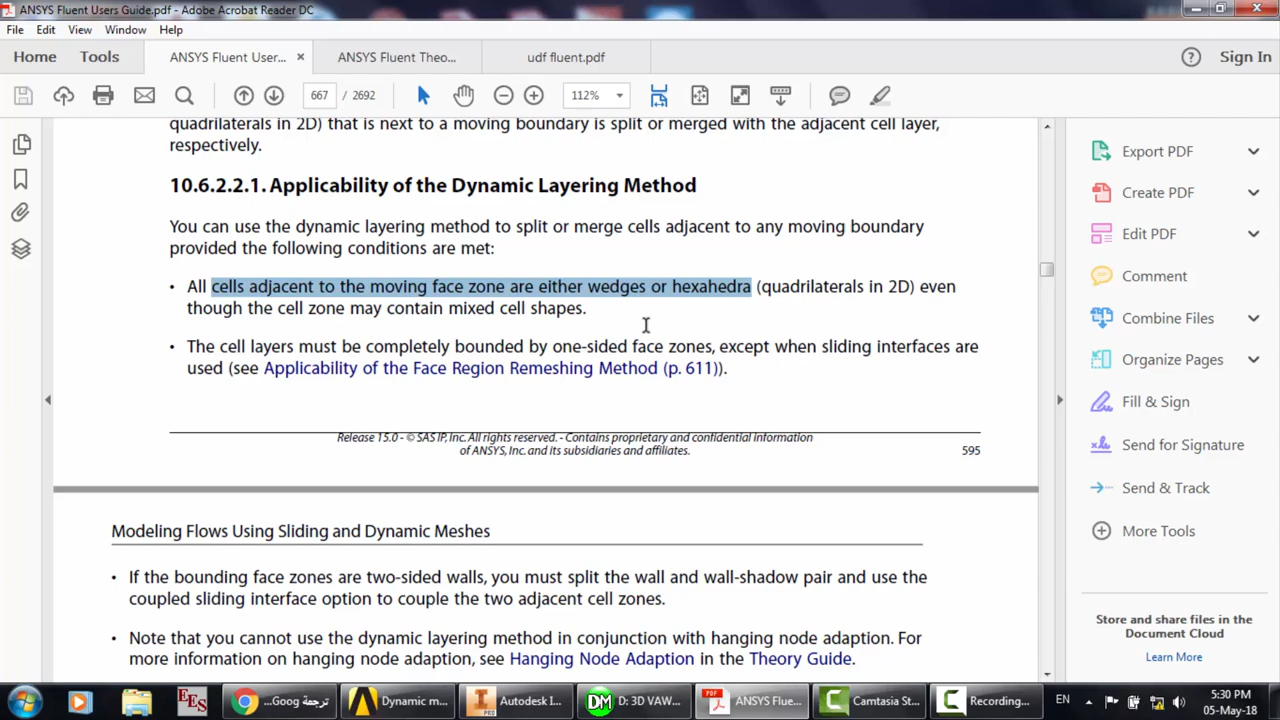 ANSYS Fluent Users Guide.pdf - Adobe Acrobat Reader DC
File Edit View Window Help
Home Tools ANSYS Fluent User... × ANSYS Fluent Theo... udf fluent.pdf Sign In
667 / 2692 112%
quadrilaterals in 2D) that is next to a moving boundary is split or merged with the adjacent cell layer,
respectively.
10.6.2.2.1. Applicability of the Dynamic Layering Method
You can use the dynamic layering method to split or merge cells adjacent to any moving boundary
provided the following conditions are met:
• All cells adjacent to the moving face zone are either wedges or hexahedra (quadrilaterals in 2D) even
though the cell zone may contain mixed cell shapes.
• The cell layers must be completely bounded by one-sided face zones, except when sliding interfaces are
used (see Applicability of the Face Region Remeshing Method (p. 611)).
Release 15.0 - © SAS IP, Inc. All rights reserved. - Contains proprietary and confidential information
of ANSYS, Inc. and its subsidiaries and affiliates.
595
Modeling Flows Using Sliding and Dynamic Meshes
• If the bounding face zones are two-sided walls, you must split the wall and wall-shadow pair and use the
coupled sliding interface option to couple the two adjacent cell zones.
• Note that you cannot use the dynamic layering method in conjunction with hanging node adaption. For
more information on hanging node adaption, see Hanging Node Adaption in the Theory Guide.
Export PDF
Create PDF
Edit PDF
Comment
Combine Files
Organize Pages
Fill & Sign
Send for Signature
Send & Track
More Tools
Store and share files in the
Document Cloud
Learn More
EES ترجمة - Goog... Dynamic m... Autodesk I... PRO DM D: 3D VAW... PDF ANSYS Flue... Camtasia St... Recording... EN 5:30 PM
05-May-18